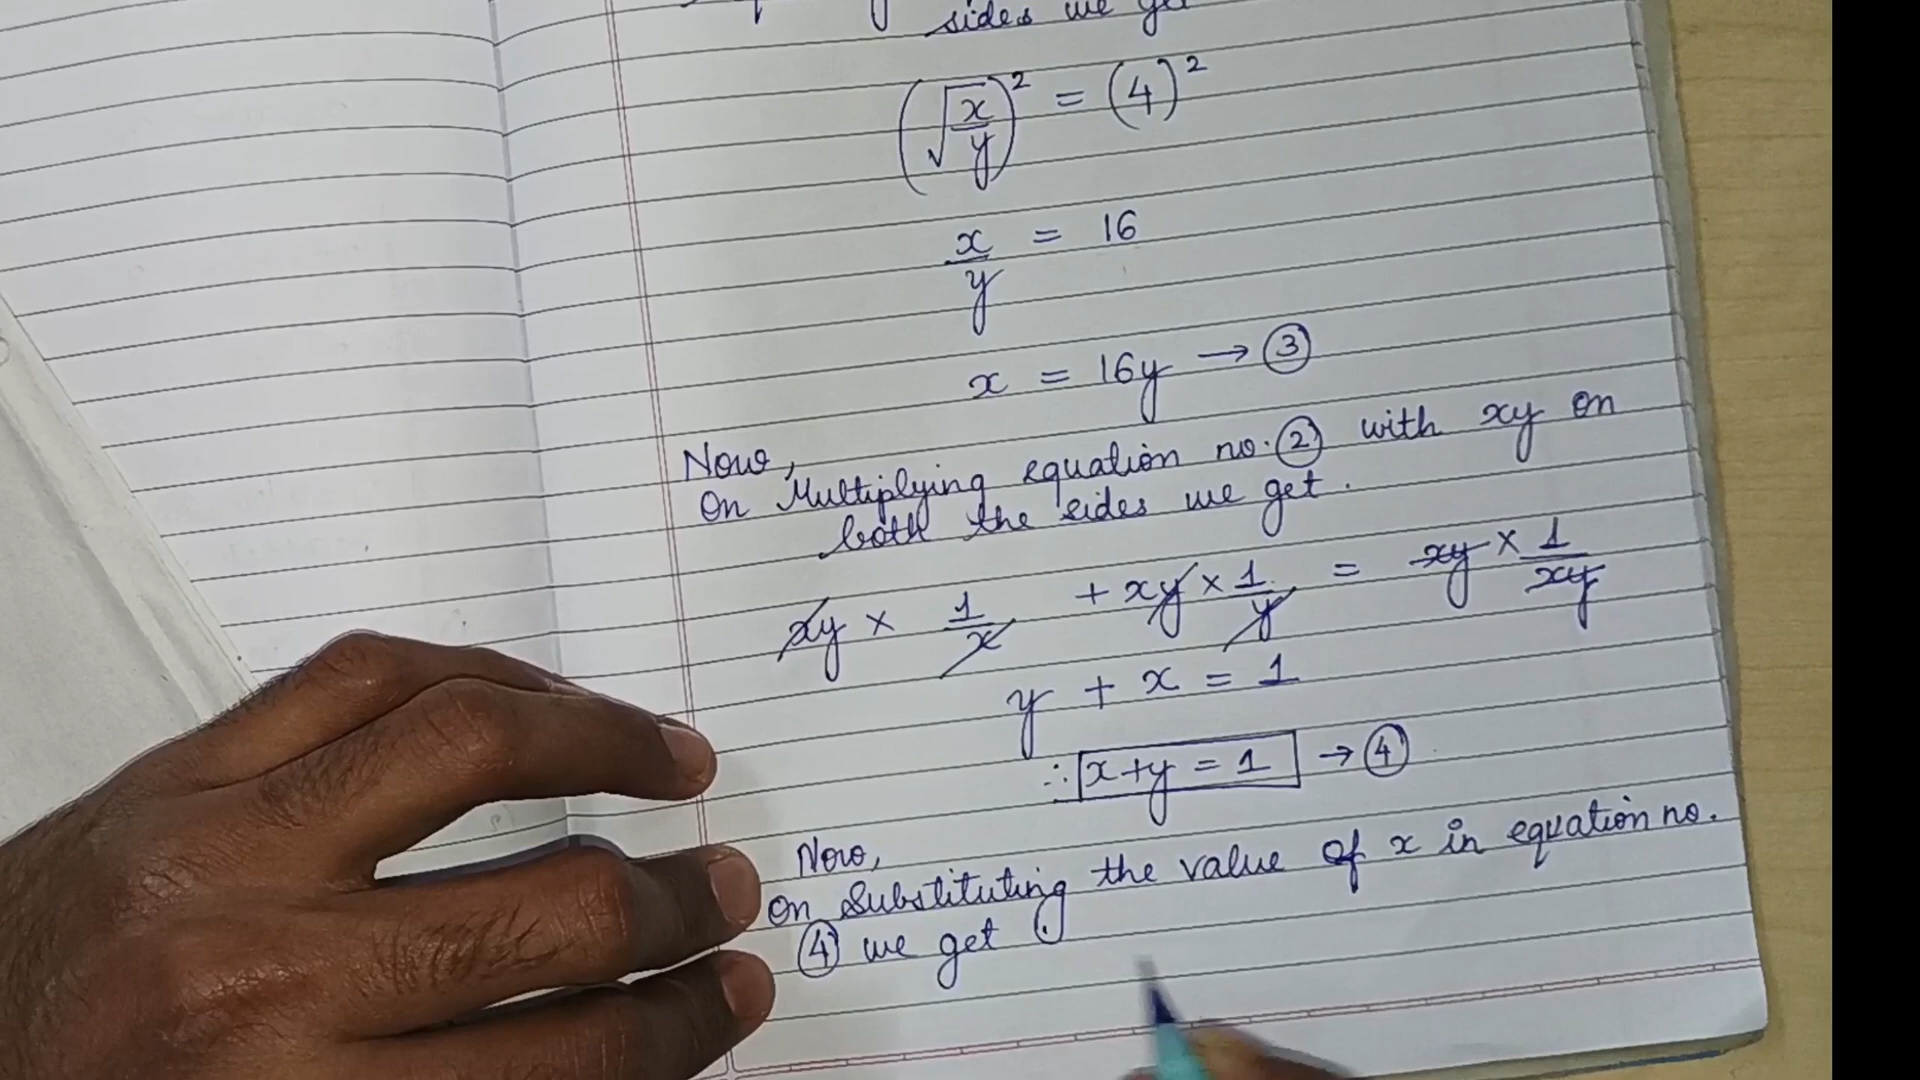 sides we get
(√x/y)² = (4)²
x/y = 16
x = 16y → ③
Now,
On Multiplying equation no. ② with xy on
both the sides we get.
xy × 1/x + xy × 1/y = xy × 1/xy
y + x = 1
∴ x+y = 1 → ④
Now,
On Substituting the value of x in equation no.
④ we get.